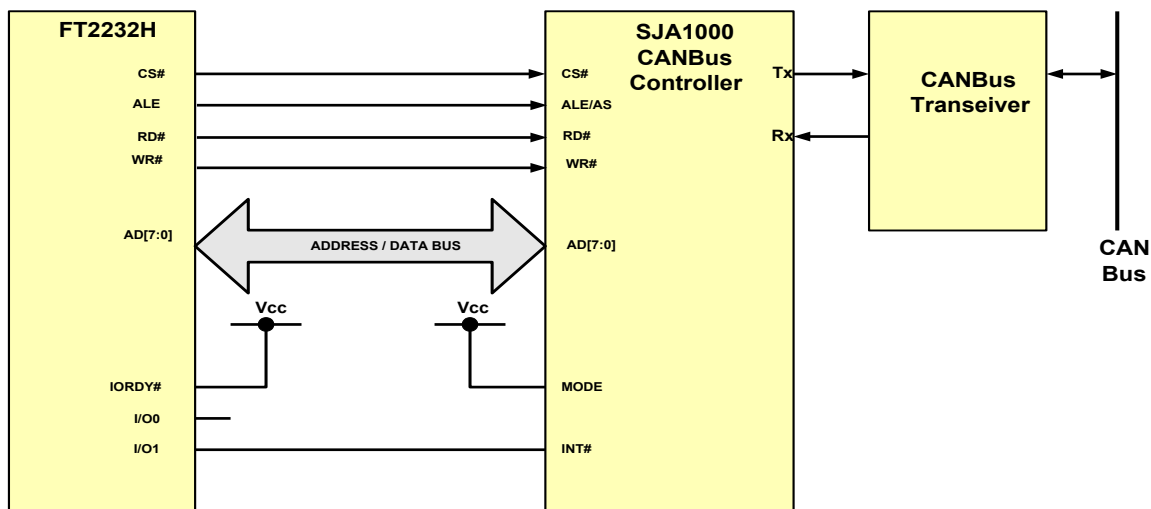 FT2232H
CS#
ALE
RD#
WR#
AD[7:0]
IORDY#
I/O0
I/O1
ADDRESS / DATA BUS
Vcc
Vcc
SJA1000
CANBus
Controller
CS#
ALE/AS
RD#
WR#
AD[7:0]
MODE
INT#
Tx
Rx
CANBus
Transeiver
CAN
Bus